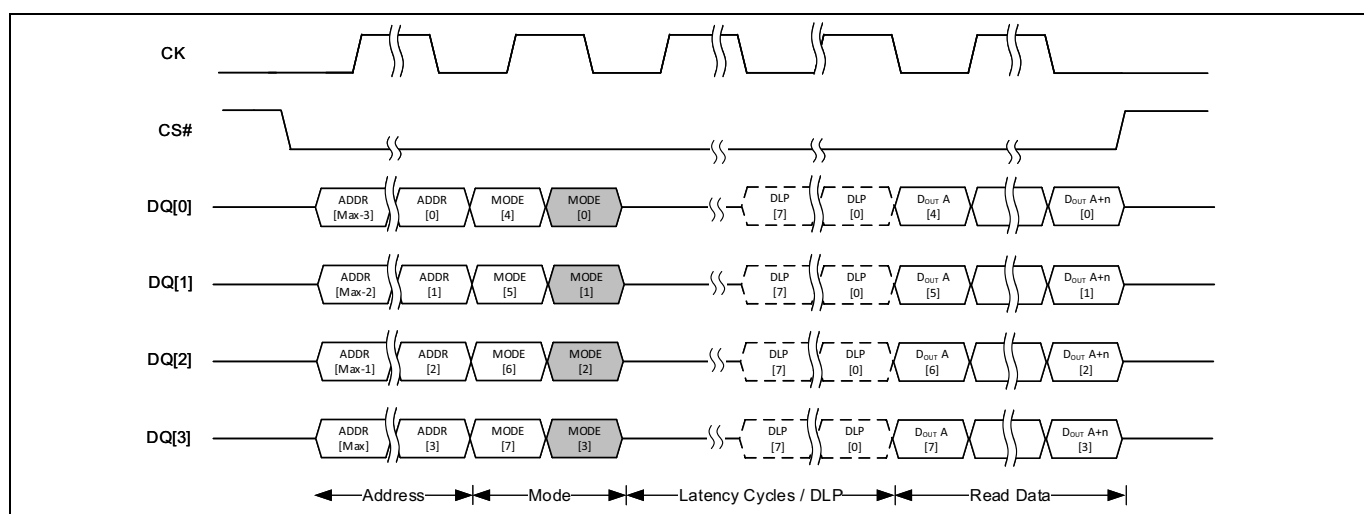 CK
CS#
DQ[0] ADDR ADDR MODE MODE DLP DLP DOUT A DOUT A+n
[Max-3] [0] [4] [0] [7] [0] [4] [0]
DQ[1] ADDR ADDR MODE MODE DLP DLP DOUT A DOUT A+n
[Max-2] [1] [5] [1] [7] [0] [5] [1]
DQ[2] ADDR ADDR MODE MODE DLP DLP DOUT A DOUT A+n
[Max-1] [2] [6] [2] [7] [0] [6] [2]
DQ[3] ADDR ADDR MODE MODE DLP DLP DOUT A DOUT A+n
[Max] [3] [7] [3] [7] [0] [7] [3]
Address Mode Latency Cycles / DLP Read Data